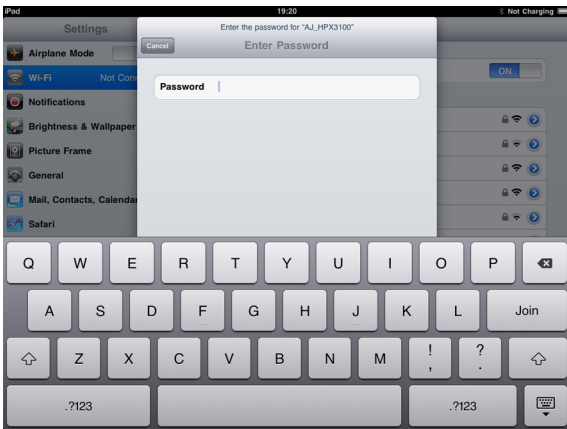 iPad 19:20 Not Charging
Settings
Enter the password for "AJ_HPX3100"
Cancel Enter Password
Airplane Mode
Wi-Fi Not Conn
ON
Password
Notifications
Brightness & Wallpaper
Picture Frame
General
Mail, Contacts, Calendar
Safari
Q W E R T Y U I O P
A S D F G H J K L Join
Z X C V B N M ! , ? .
.?123 .?123